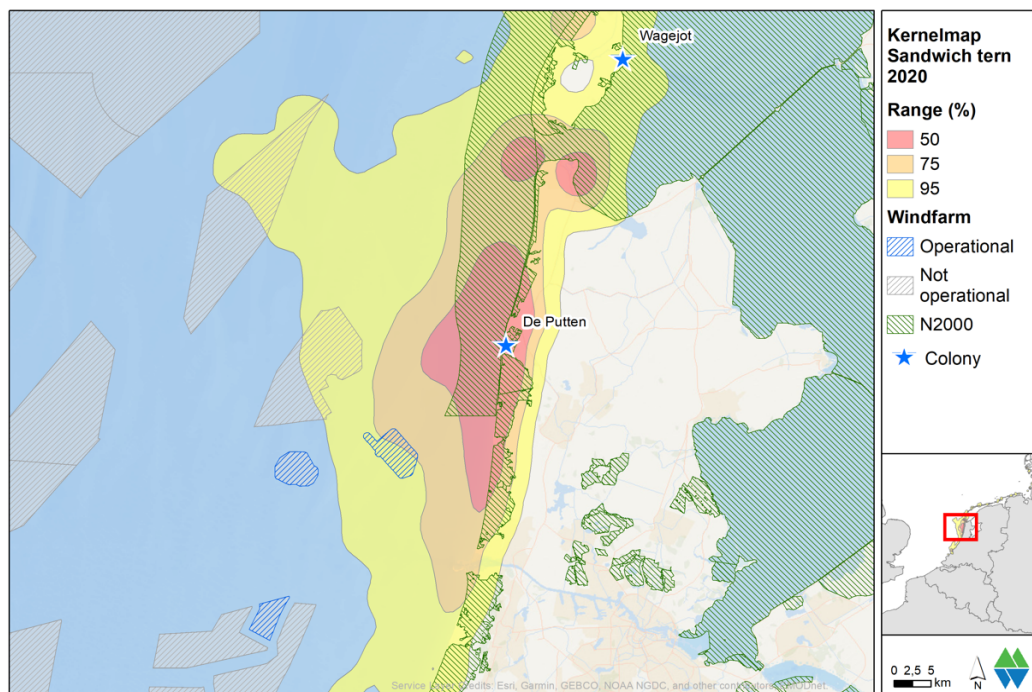 Wagejot
De Putten
Service Layer Credits: Esri, Garmin, GEBCO, NOAA NGDC, and other contributors
Kernelmap
Sandwich tern
2020
Range (%)
50
75
95
Windfarm
Operational
Not
operational
N2000
Colony
0 2,5 5
km
N